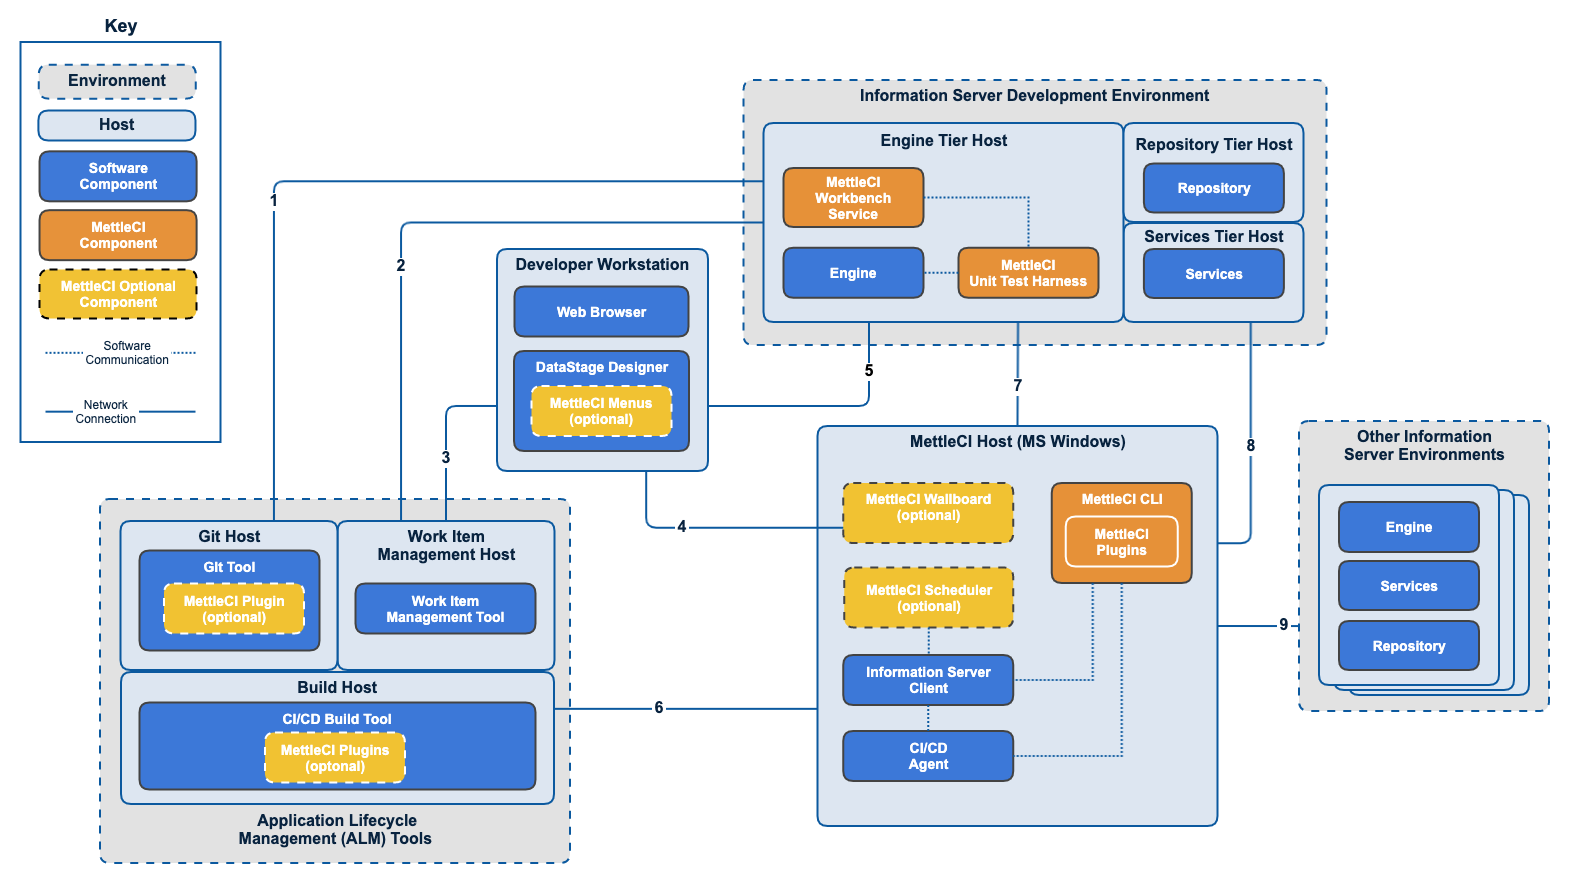 Key
Environment
Host
Software
Component
MettleCI
Component
MettleCI Optional
Component
Software
Communication
Network
Connection
Information Server Development Environment
Engine Tier Host
MettleCI
Workbench
Service
Engine
MettleCI
Unit Test Harness
Repository Tier Host
Repository
Services Tier Host
Services
1
2
3
4
5
6
7
8
9
Developer Workstation
Web Browser
DataStage Designer
MettleCI Menus
(optional)
MettleCI Host (MS Windows)
MettleCI Wallboard
(optional)
MettleCI CLI
MettleCI
Plugins
MettleCI Scheduler
(optional)
Information Server
Client
CI/CD
Agent
Other Information
Server Environments
Engine
Services
Repository
Git Host
Git Tool
MettleCI Plugin
(optional)
Work Item
Management Host
Work Item
Management Tool
Build Host
CI/CD Build Tool
MettleCI Plugins
(optonal)
Application Lifecycle
Management (ALM) Tools